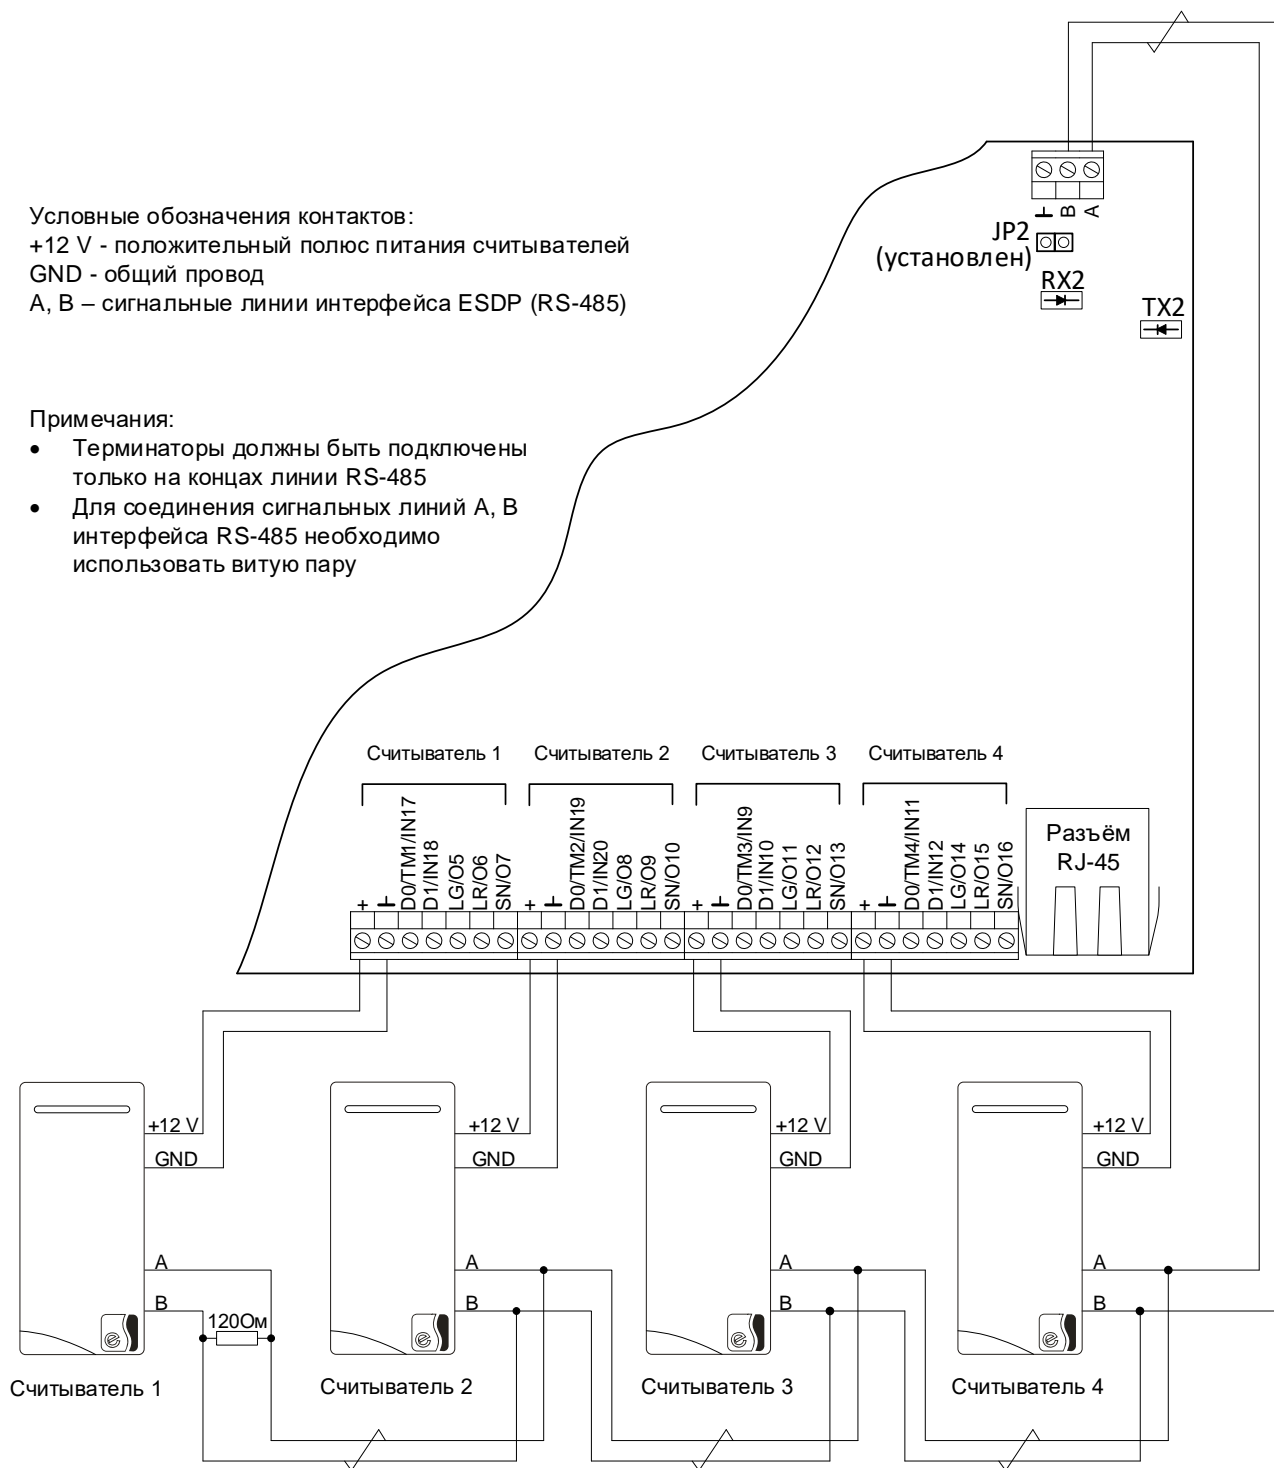 Условные обозначения контактов:
+12 V - положительный полюс питания считывателей
GND - общий провод
A, B – сигнальные линии интерфейса ESDP (RS-485)
Примечания:
• Терминаторы должны быть подключены
только на концах линии RS-485
• Для соединения сигнальных линий A, B
интерфейса RS-485 необходимо
использовать витую пару
B
A
JP2
(установлен)
RX2
TX2
Считыватель 1
Считыватель 2
Считыватель 3
Считыватель 4
+
D0/TM1/IN17
D1/IN18
LG/O5
LR/O6
SN/O7
+
D0/TM2/IN19
D1/IN20
LG/O8
LR/O9
SN/O10
+
D0/TM3/IN9
D1/IN10
LG/O11
LR/O12
SN/O13
+
D0/TM4/IN11
D1/IN12
LG/O14
LR/O15
SN/O16
Разъём
RJ-45
+12 V
GND
A
B
120Ом
Считыватель 1
+12 V
GND
A
B
Считыватель 2
+12 V
GND
A
B
Считыватель 3
+12 V
GND
A
B
Считыватель 4